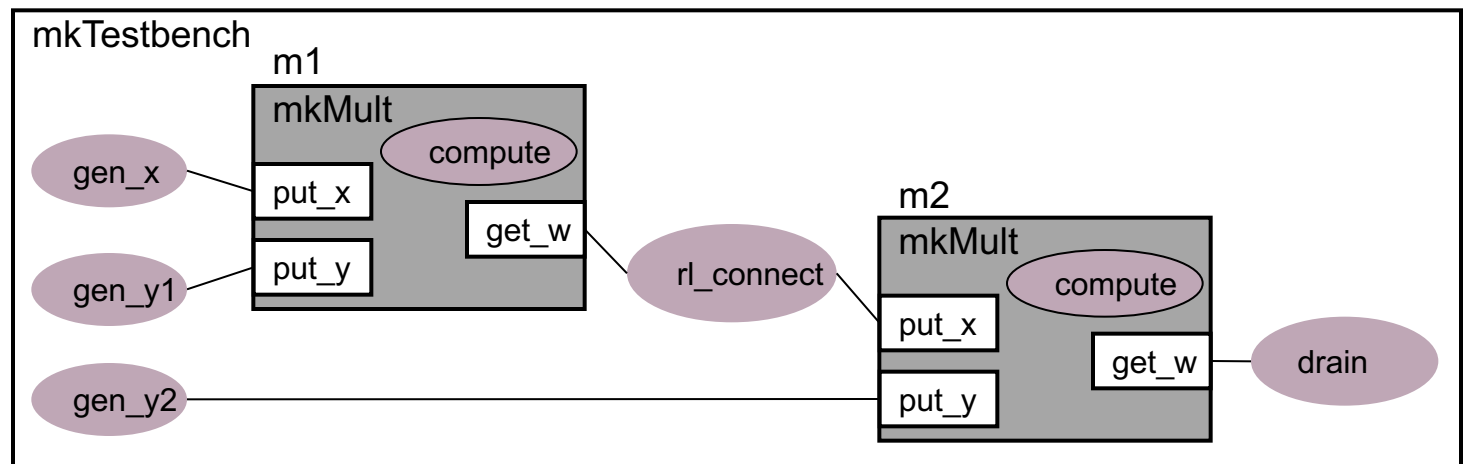 mkTestbench
m1
mkMult
compute
gen_x
put_x
get_w
gen_y1
put_y
rl_connect
m2
mkMult
compute
put_x
get_w
drain
gen_y2
put_y